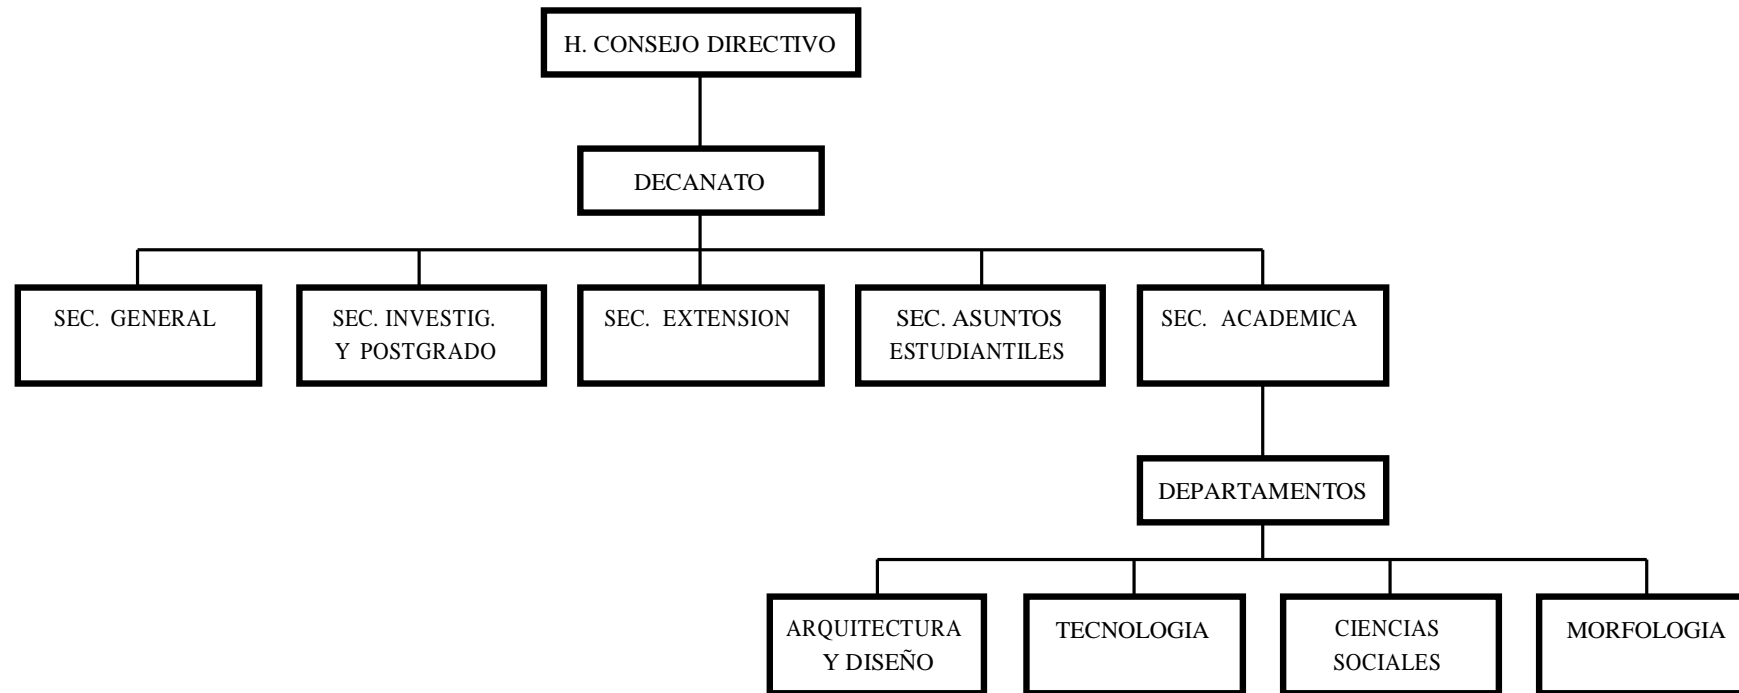 H. CONSEJO DIRECTIVO
DECANATO
SEC. GENERAL
SEC. INVESTIG.
Y POSTGRADO
SEC. EXTENSION
SEC. ASUNTOS
ESTUDIANTILES
SEC. ACADEMICA
DEPARTAMENTOS
ARQUITECTURA
Y DISEÑO
TECNOLOGIA
CIENCIAS
SOCIALES
MORFOLOGIA